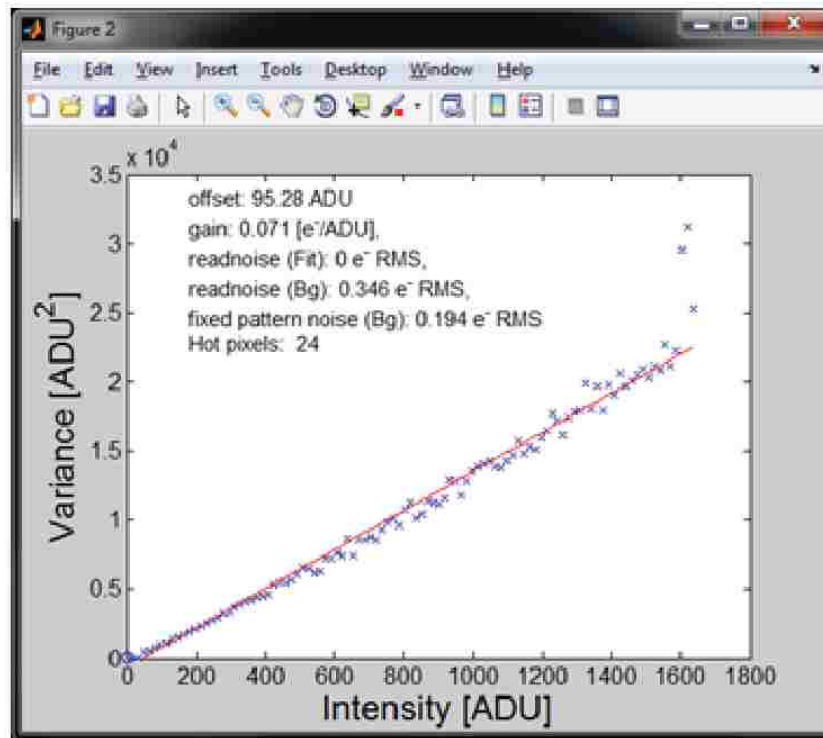 Figure 2
File Edit View Insert Tools Desktop Window Help
x 10^4
offset: 95.28 ADU
gain: 0.071 [e⁻/ADU],
readnoise (Fit): 0 e⁻ RMS,
readnoise (Bg): 0.346 e⁻ RMS,
fixed pattern noise (Bg): 0.194 e⁻ RMS
Hot pixels: 24
3.5
3
2.5
2
1.5
1
0.5
0
Variance [ADU²]
0 200 400 600 800 1000 1200 1400 1600 1800
Intensity [ADU]